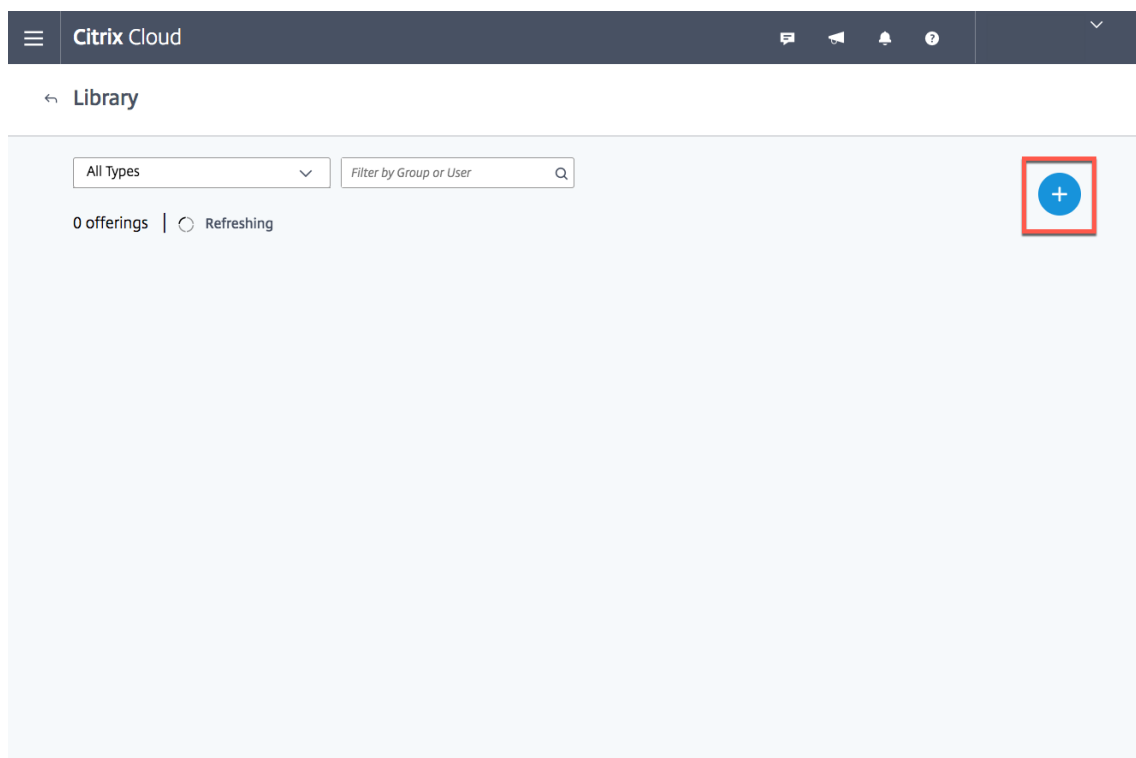 Citrix Cloud
Library
All Types
Filter by Group or User
0 offerings
Refreshing